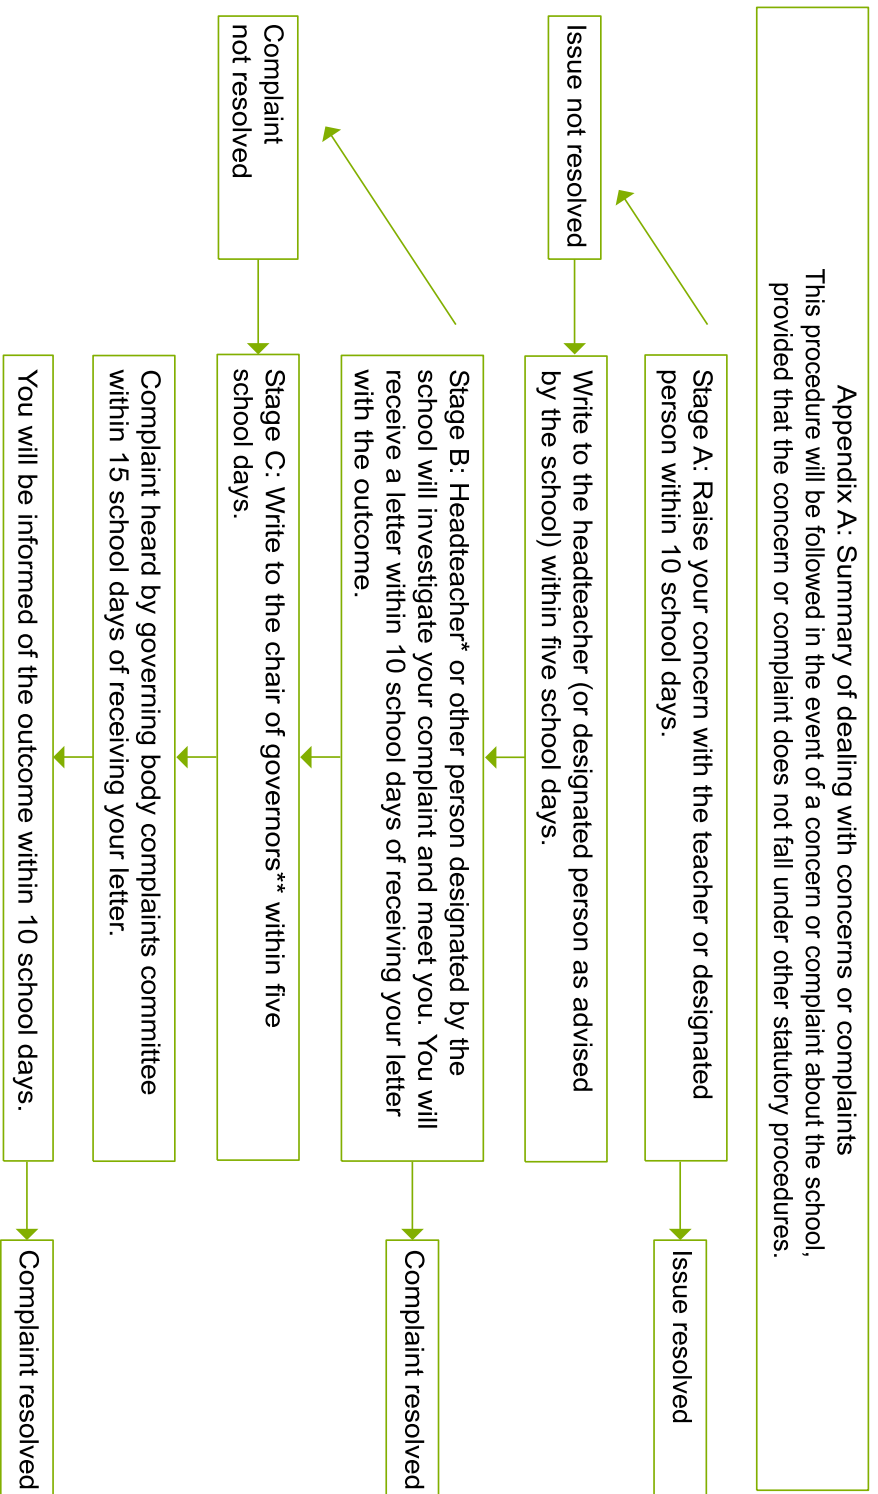 Appendix A: Summary of dealing with concerns or complaints
This procedure will be followed in the event of a concern or complaint about the school,
provided that the concern or complaint does not fall under other statutory procedures.
Stage A: Raise your concern with the teacher or designated
person within 10 school days.
Issue resolved
Issue not resolved
Write to the headteacher (or designated person as advised
by the school) within five school days.
Stage B: Headteacher* or other person designated by the
school will investigate your complaint and meet you. You will
receive a letter within 10 school days of receiving your letter
with the outcome.
Complaint resolved
Complaint
not resolved
Stage C: Write to the chair of governors** within five
school days.
Complaint heard by governing body complaints committee
within 15 school days of receiving your letter.
You will be informed of the outcome within 10 school days.
Complaint resolved